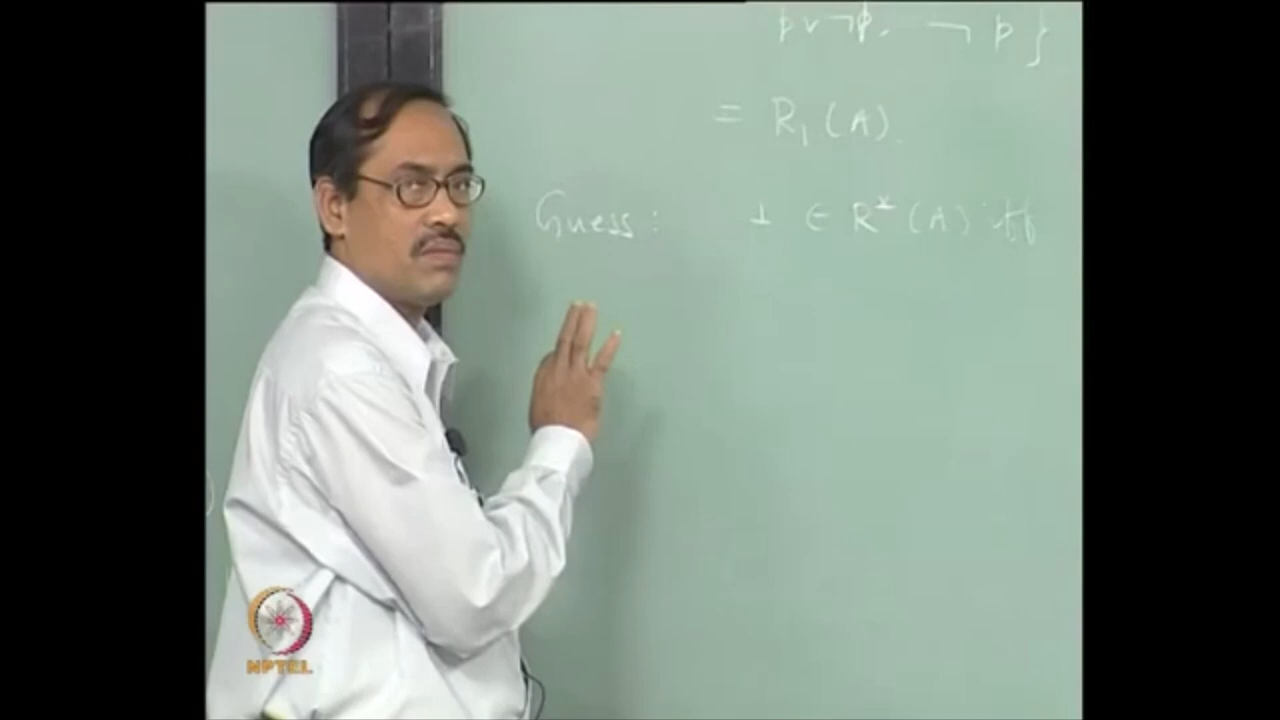 p ∨ ¬p, ¬ p }
= R₁(A).
Guess: ⊥ ∈ R*(A) iff
NPTEL